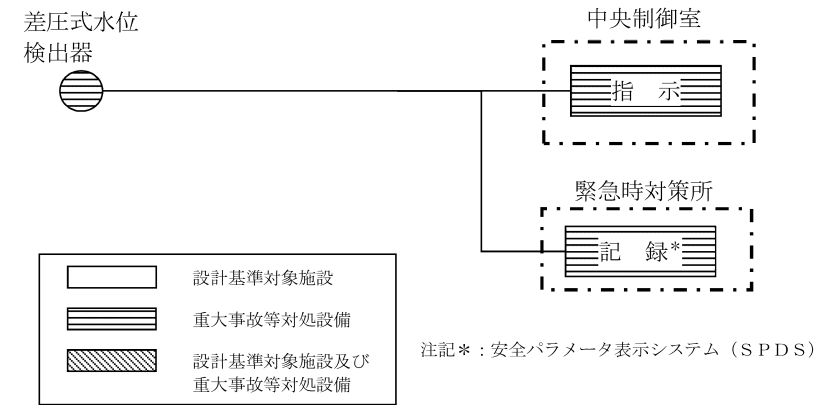 差圧式水位
検出器
中央制御室
指　示
緊急時対策所
記　録*
設計基準対象施設
重大事故等対処設備
設計基準対象施設及び
重大事故等対処設備
注記＊：安全パラメータ表示システム（ＳＰＤＳ）